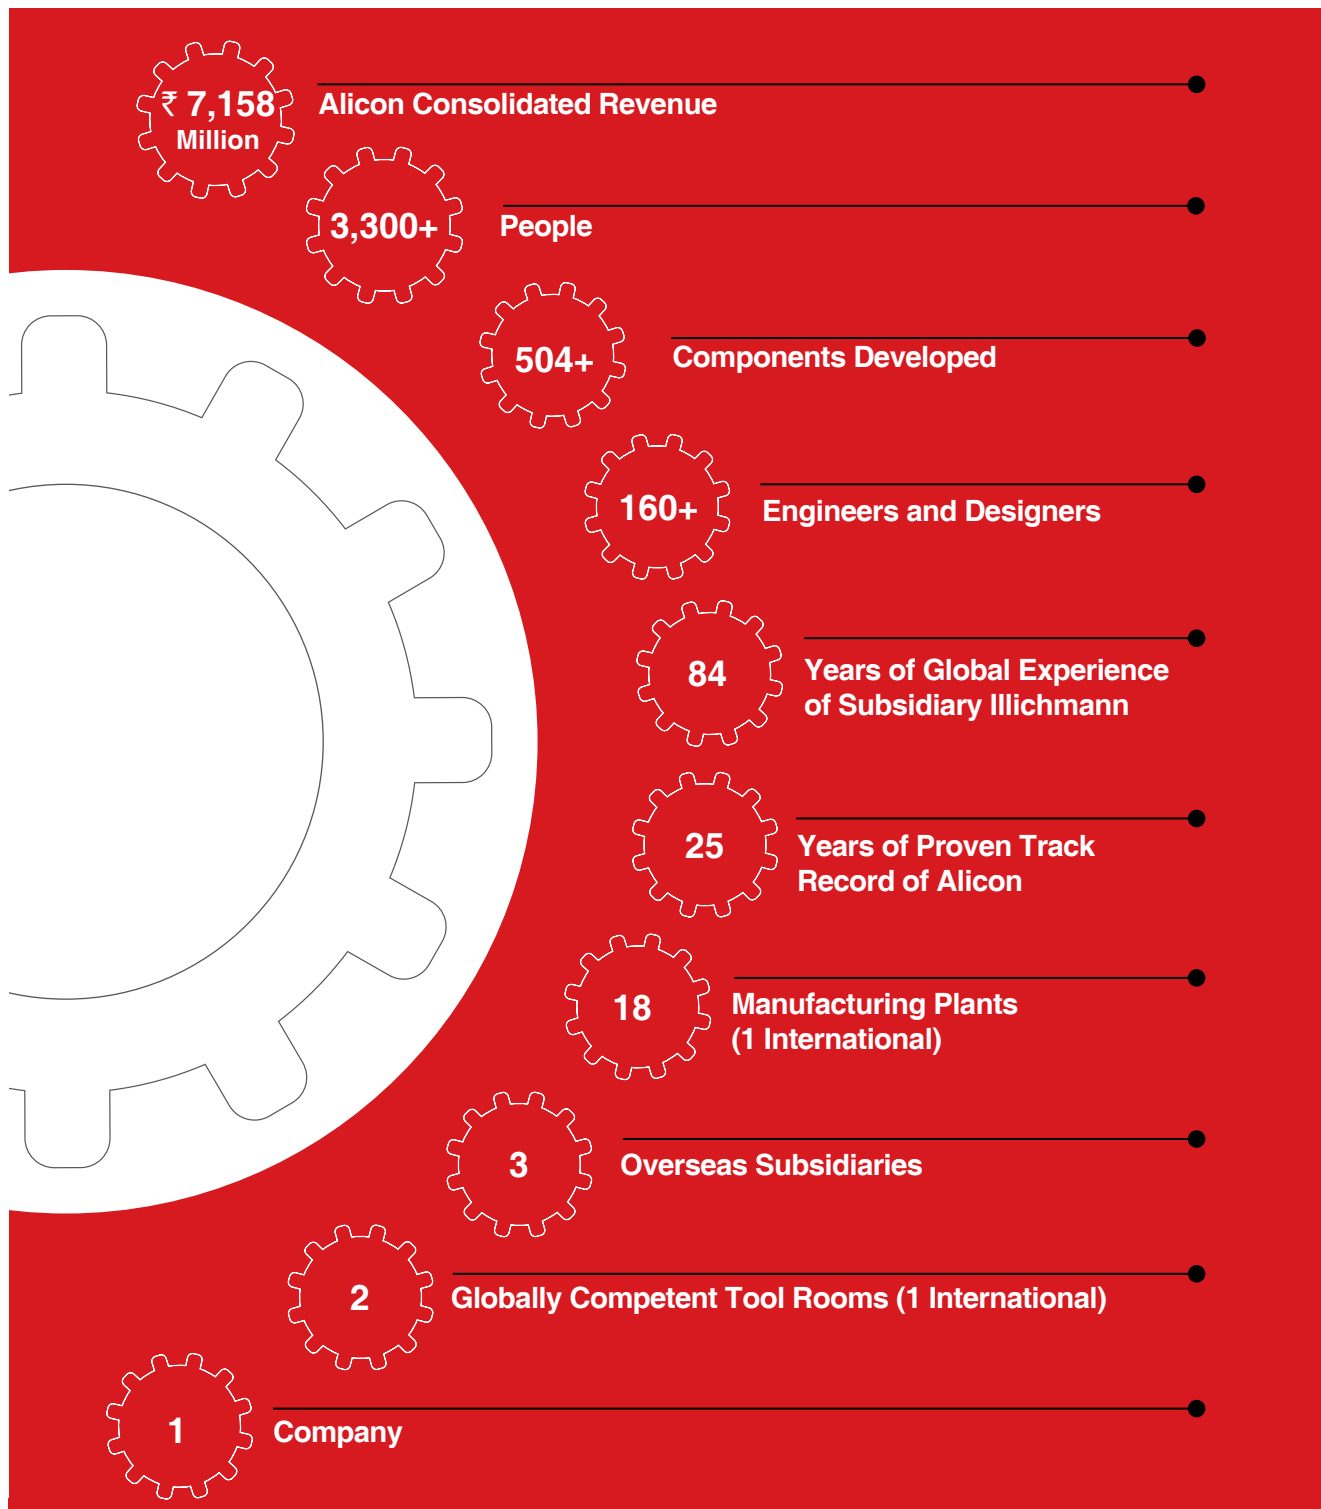 ₹ 7,158
Million
Alicon Consolidated Revenue
3,300+
People
504+
Components Developed
160+
Engineers and Designers
84
Years of Global Experience
of Subsidiary Illichmann
25
Years of Proven Track
Record of Alicon
18
Manufacturing Plants
(1 International)
3
Overseas Subsidiaries
2
Globally Competent Tool Rooms (1 International)
1
Company